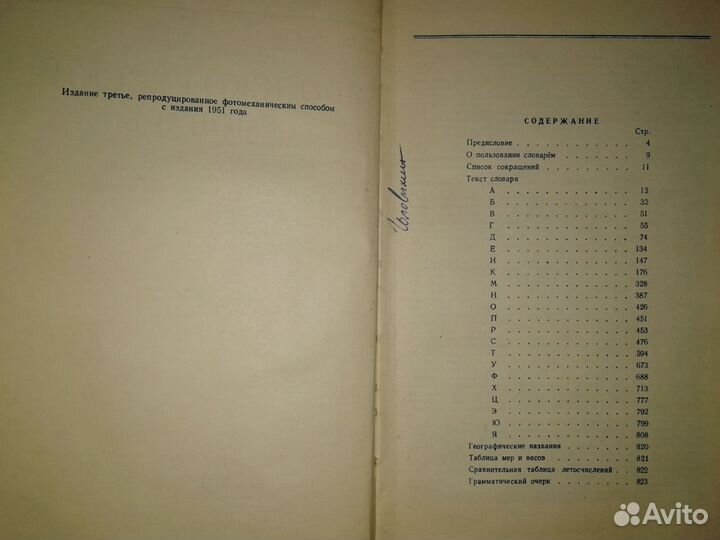 Издание третье, репродуцированное фотомеханическим способом
с издания 1951 года
СОДЕРЖАНИЕ
Стр.
Предисловие . . . . . . . . . . . . 4
О пользовании словарём . . . . . . . . 9
Список сокращений . . . . . . . . . . 11
Текст словаря
А . . . . . . . . . . . . 13
Б . . . . . . . . . . . . 32
В . . . . . . . . . . . . 51
Г . . . . . . . . . . . . 55
Д . . . . . . . . . . . . 74
Ё . . . . . . . . . . . . 134
И . . . . . . . . . . . . 147
К . . . . . . . . . . . . 176
М . . . . . . . . . . . . 328
Н . . . . . . . . . . . . 387
О . . . . . . . . . . . . 426
П . . . . . . . . . . . . 451
Р . . . . . . . . . . . . 453
С . . . . . . . . . . . . 476
Т . . . . . . . . . . . . 594
У . . . . . . . . . . . . 673
Ф . . . . . . . . . . . . 688
Х . . . . . . . . . . . . 713
Ц . . . . . . . . . . . . 777
Э . . . . . . . . . . . . 792
Ю . . . . . . . . . . . . 799
Я . . . . . . . . . . . . 808
Географические названия . . . . . . 820
Таблица мер и весов . . . . . . . 821
Сравнительная таблица летосчислений . . 822
Грамматический очерк . . . . . . . . 823
Avito